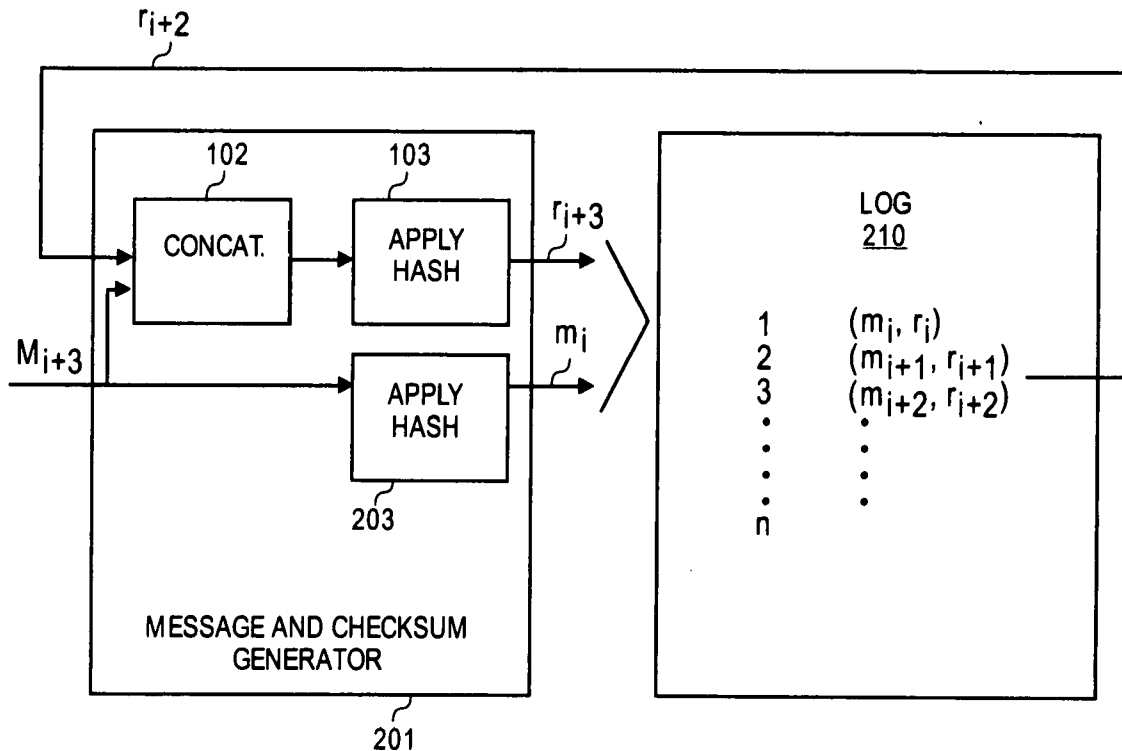 r_{i+2}
102
103
CONCAT.
APPLY
HASH
r_{i+3}
M_{i+3}
APPLY
HASH
m_i
203
MESSAGE AND CHECKSUM
GENERATOR
201
LOG
210
1 (m_i, r_i)
2 (m_{i+1}, r_{i+1})
3 (m_{i+2}, r_{i+2})
n